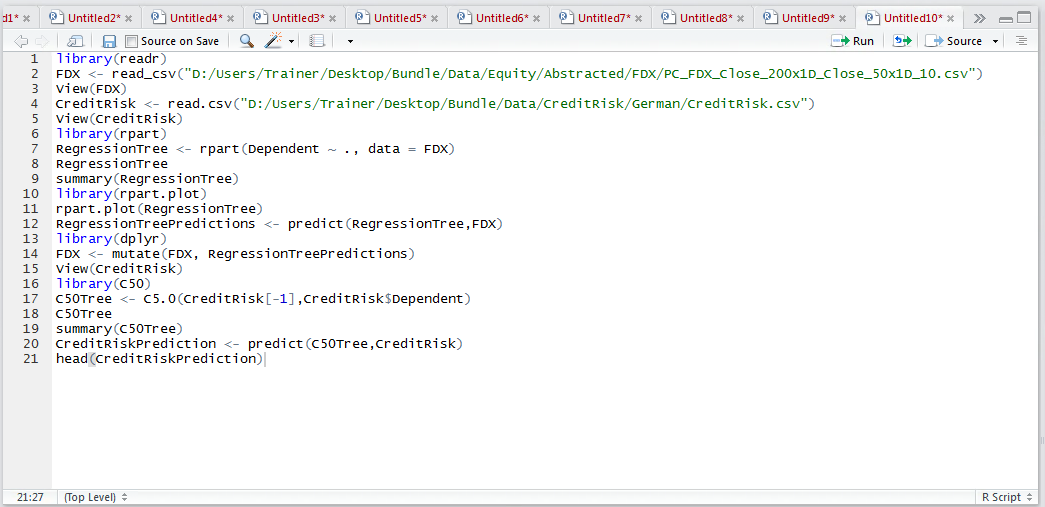 d1* Untitled2* Untitled4* Untitled3* Untitled5* Untitled6* Untitled7* Untitled8* Untitled9* Untitled10*
Source on Save Run Source
1 library(readr)
2 FDX <- read_csv("D:/Users/Trainer/Desktop/Bundle/Data/Equity/Abstracted/FDX/PC_FDX_Close_200x1D_Close_50x1D_10.csv")
3 View(FDX)
4 CreditRisk <- read.csv("D:/Users/Trainer/Desktop/Bundle/Data/CreditRisk/German/CreditRisk.csv")
5 View(CreditRisk)
6 library(rpart)
7 RegressionTree <- rpart(Dependent ~ ., data = FDX)
8 RegressionTree
9 summary(RegressionTree)
10 library(rpart.plot)
11 rpart.plot(RegressionTree)
12 RegressionTreePredictions <- predict(RegressionTree,FDX)
13 library(dplyr)
14 FDX <- mutate(FDX, RegressionTreePredictions)
15 View(CreditRisk)
16 library(C50)
17 C50Tree <- C5.0(CreditRisk[-1],CreditRisk$Dependent)
18 C50Tree
19 summary(C50Tree)
20 CreditRiskPrediction <- predict(C50Tree,CreditRisk)
21 head(CreditRiskPrediction)
21:27 (Top Level) R Script